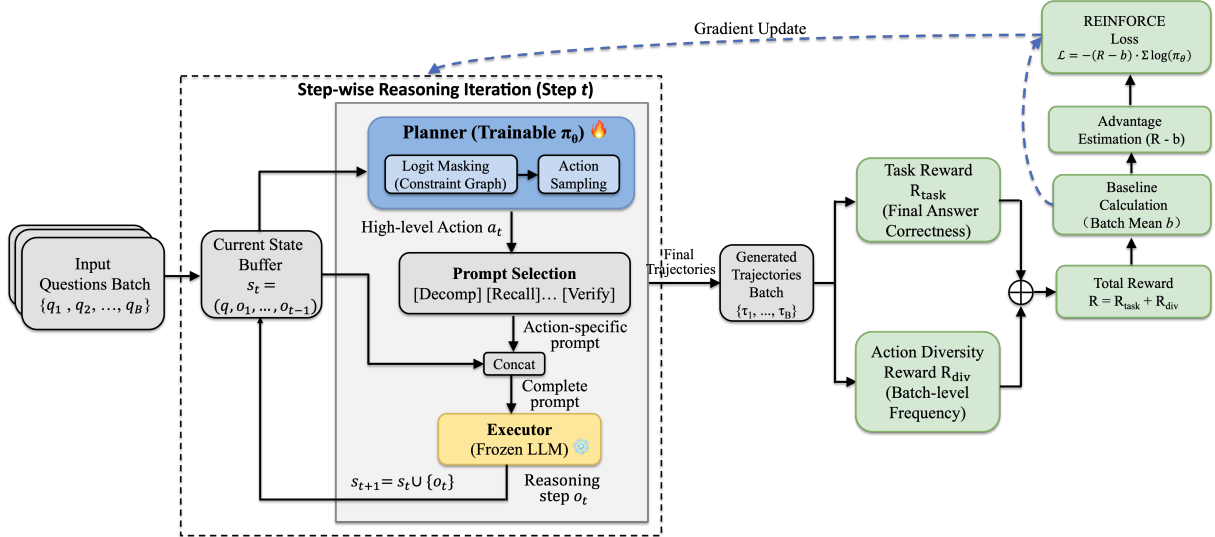 Gradient Update
REINFORCE
Loss
ℒ = −(R − b) · Σ log(π_θ)
Step-wise Reasoning Iteration (Step t)
Planner (Trainable π_θ)
Logit Masking
(Constraint Graph)
Action
Sampling
High-level Action a_t
Input
Questions Batch
{q_1 , q_2, …, q_B}
Current State
Buffer
s_t =
(q, o_1, …, o_{t−1})
Prompt Selection
[Decomp] [Recall]… [Verify]
Action-specific
prompt
Concat
Complete
prompt
Executor
(Frozen LLM)
s_{t+1} = s_t ∪ {o_t}
Reasoning
step o_t
Final
Trajectories
Generated
Trajectories
Batch
{τ_1, ..., τ_B}
Task Reward
R_task
(Final Answer
Correctness)
Action Diversity
Reward R_div
(Batch-level
Frequency)
Total Reward
R = R_task + R_div
Baseline
Calculation
（Batch Mean b）
Advantage
Estimation (R - b)